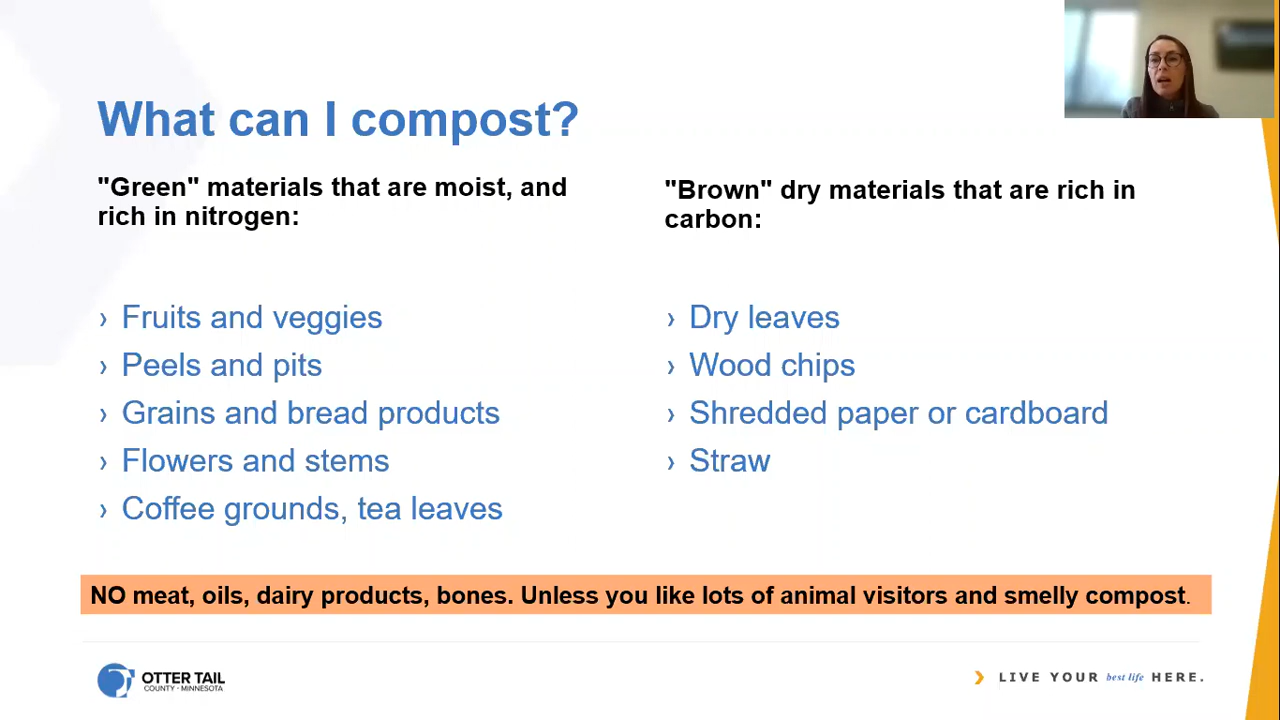 What can I compost?
"Green" materials that are moist, and
rich in nitrogen:
› Fruits and veggies
› Peels and pits
› Grains and bread products
› Flowers and stems
› Coffee grounds, tea leaves
"Brown" dry materials that are rich in
carbon:
› Dry leaves
› Wood chips
› Shredded paper or cardboard
› Straw
NO meat, oils, dairy products, bones. Unless you like lots of animal visitors and smelly compost.
OTTER TAIL
COUNTY · MINNESOTA
LIVE YOUR best life HERE.